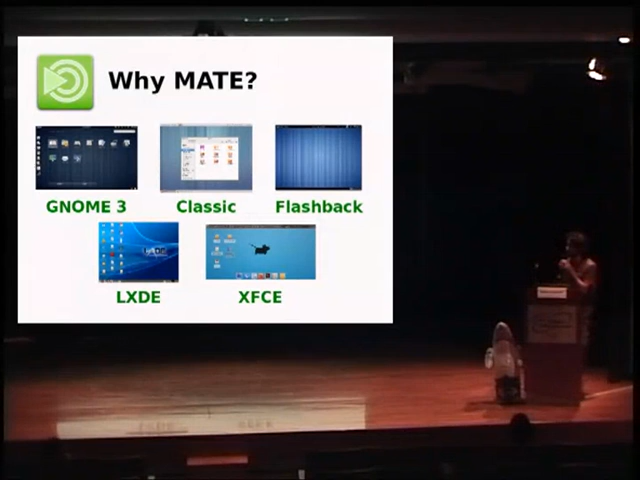 Why MATE?
GNOME 3
Classic
Flashback
LXDE
XFCE